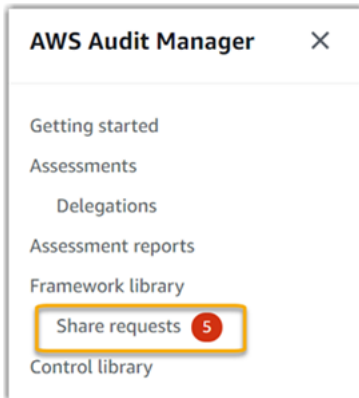 AWS Audit Manager
Getting started
Assessments
Delegations
Assessment reports
Framework library
Share requests 5
Control library